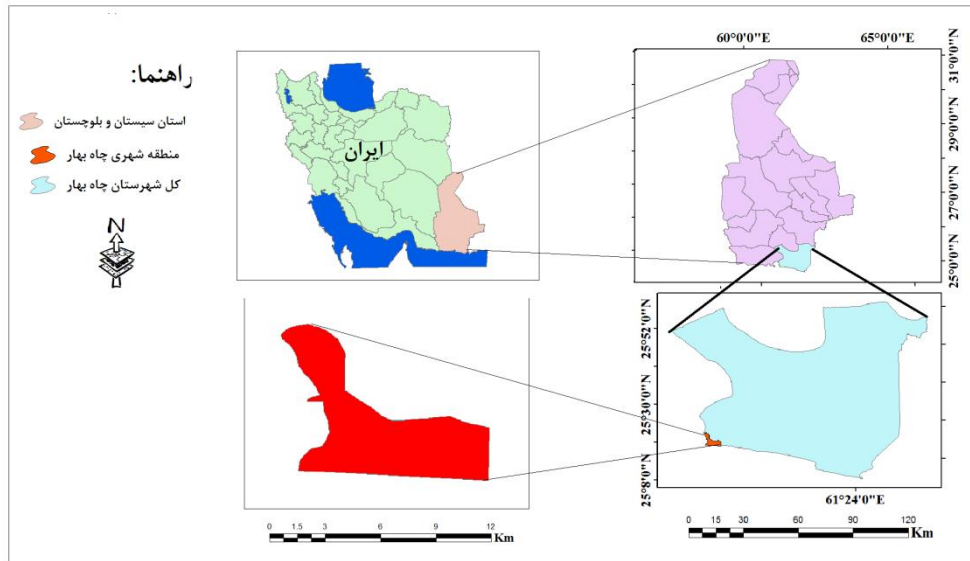 راهنما:
استان سیستان و بلوچستان
منطقه شهری چاه بهار
کل شهرستان چاه بهار
N
ایران
60°0'0"E 65°0'0"E
31°0'0"N
29°0'0"N
27°0'0"N
25°0'0"N
25°52'0"N
25°30'0"N
25°8'0"N
61°24'0"E
0 1.5 3 6 9 12
Km
0 15 30 60 90 120
Km